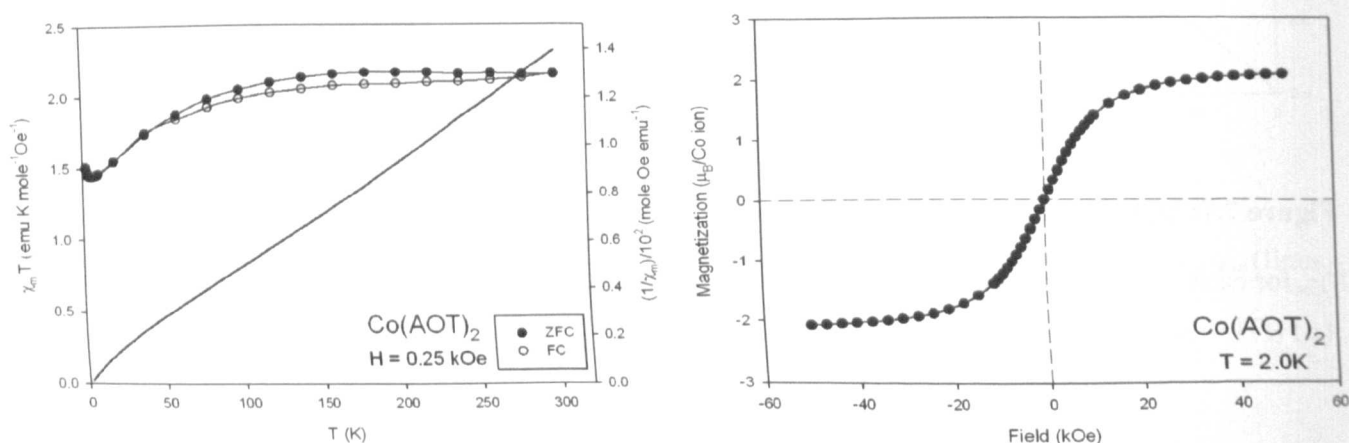 2.5
2.0
1.5
1.0
0.5
0.0
χₘ T (emu K mole⁻¹Oe⁻¹)
1.4
1.2
1.0
0.8
0.6
0.4
0.2
0.0
(1/χₘ)/10² (mole Oe emu⁻¹)
Co(AOT)₂
H = 0.25 kOe
ZFC
FC
0 50 100 150 200 250 300
T (K)
3
2
1
0
-1
-2
-3
Magnetization (μB/Co ion)
Co(AOT)₂
T = 2.0K
-60 -40 -20 0 20 40 60
Field (kOe)